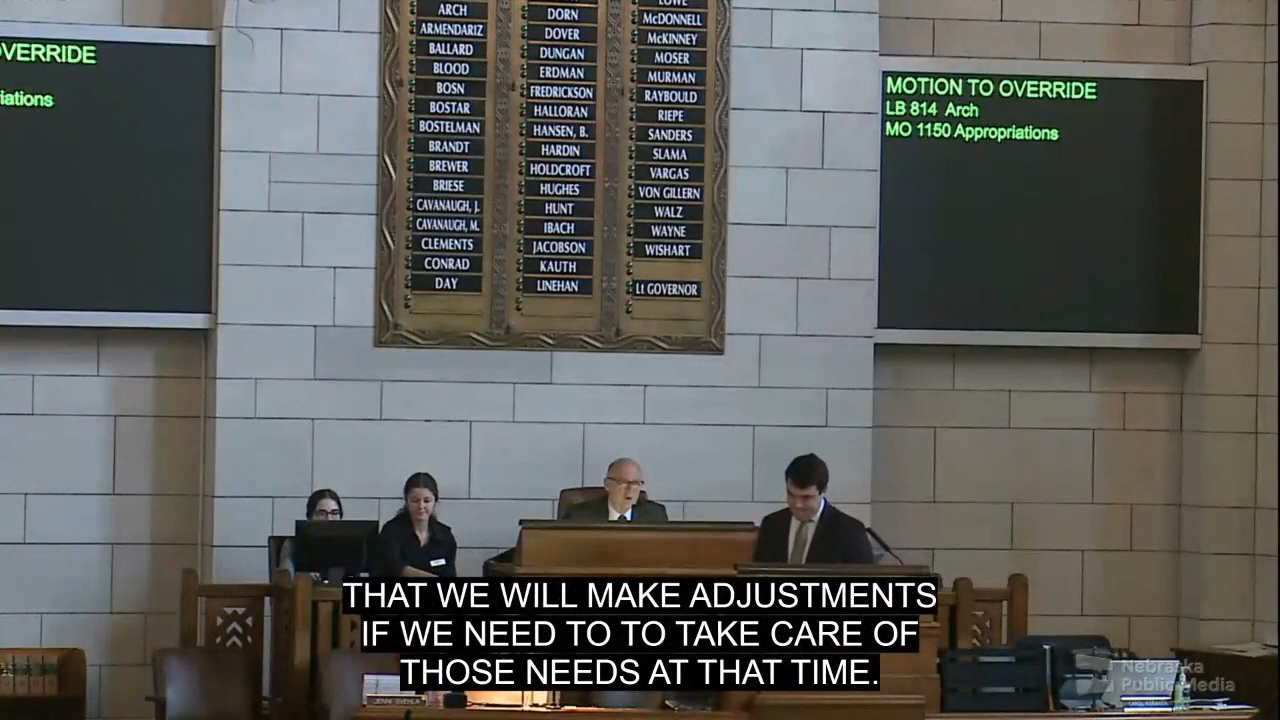 VERRIDE
iations
ARCH
ARMENDARIZ
BALLARD
BLOOD
BOSN
BOSTAR
BOSTELMAN
BRANDT
BREWER
BRIESE
CAVANAUGH, J.
CAVANAUGH, M.
CLEMENTS
CONRAD
DAY
DORN
DOVER
DUNGAN
ERDMAN
FREDRICKSON
HALLORAN
HANSEN, B.
HARDIN
HOLDCROFT
HUGHES
HUNT
IBACH
JACOBSON
KAUTH
LINEHAN
LOWE
McDONNELL
McKINNEY
MOSER
MURMAN
RAYBOULD
RIEPE
SANDERS
SLAMA
VARGAS
VON GILLERN
WALZ
WAYNE
WISHART
Lt GOVERNOR
MOTION TO OVERRIDE
LB 814 Arch
MO 1150 Appropriations
THAT WE WILL MAKE ADJUSTMENTS
IF WE NEED TO TO TAKE CARE OF
THOSE NEEDS AT THAT TIME.
Nebraska
Public Media